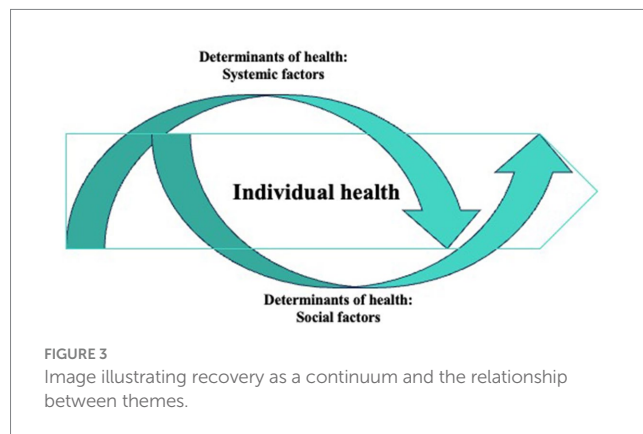 Determinants of health:
Systemic factors
Individual health
Determinants of health:
Social factors
FIGURE 3
Image illustrating recovery as a continuum and the relationship
between themes.